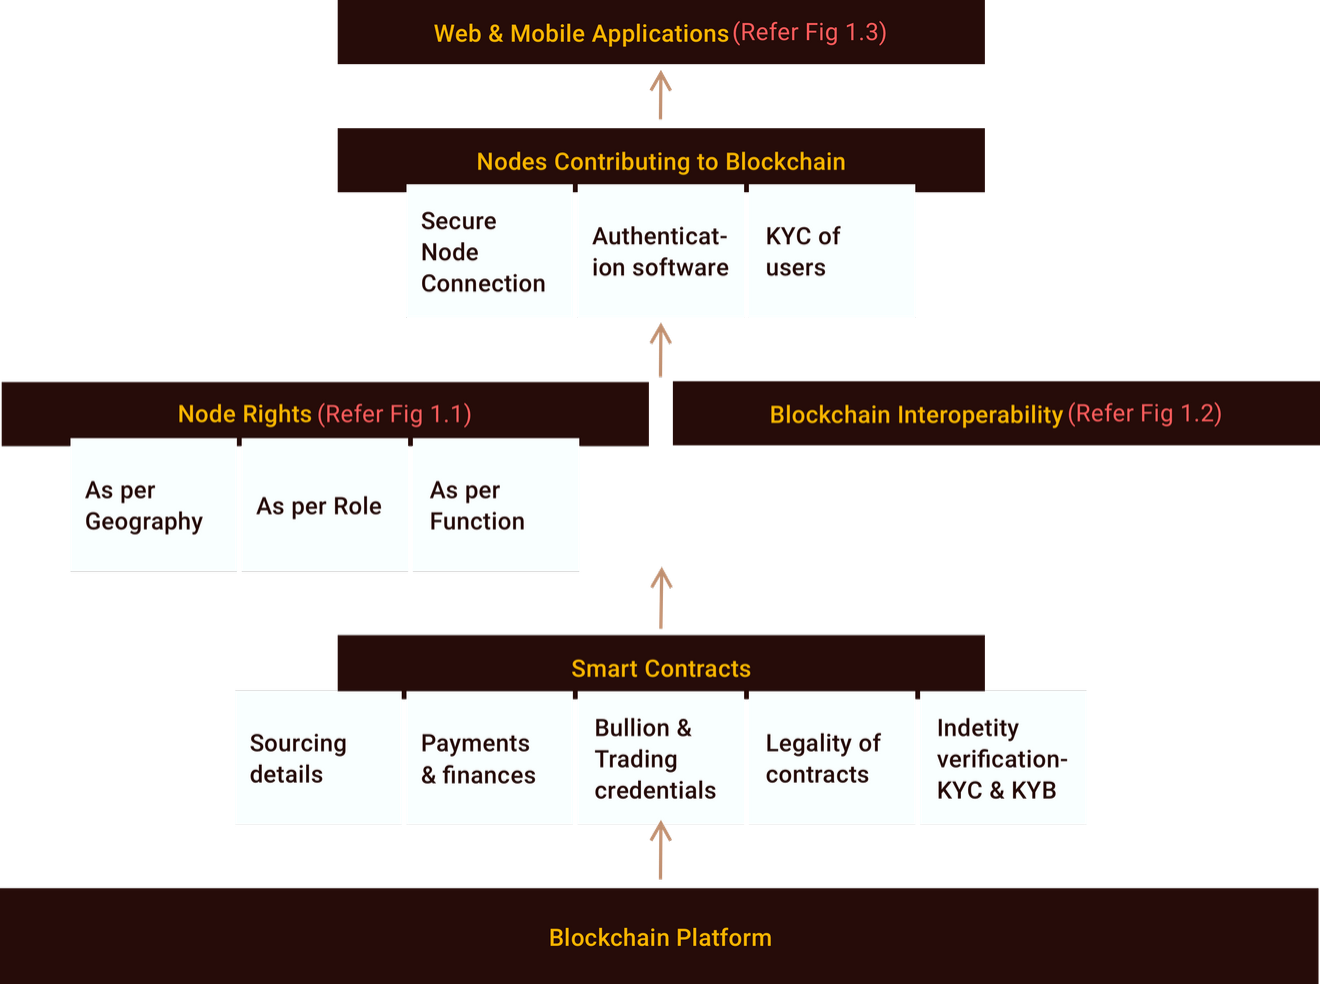 Web & Mobile Applications (Refer Fig 1.3)
Nodes Contributing to Blockchain
Secure
Node
Connection
Authenticat-
ion software
KYC of
users
Node Rights (Refer Fig 1.1)
Blockchain Interoperability (Refer Fig 1.2)
As per
Geography
As per Role
As per
Function
Smart Contracts
Sourcing
details
Payments
& finances
Bullion &
Trading
credentials
Legality of
contracts
Indetity
verification-
KYC & KYB
Blockchain Platform